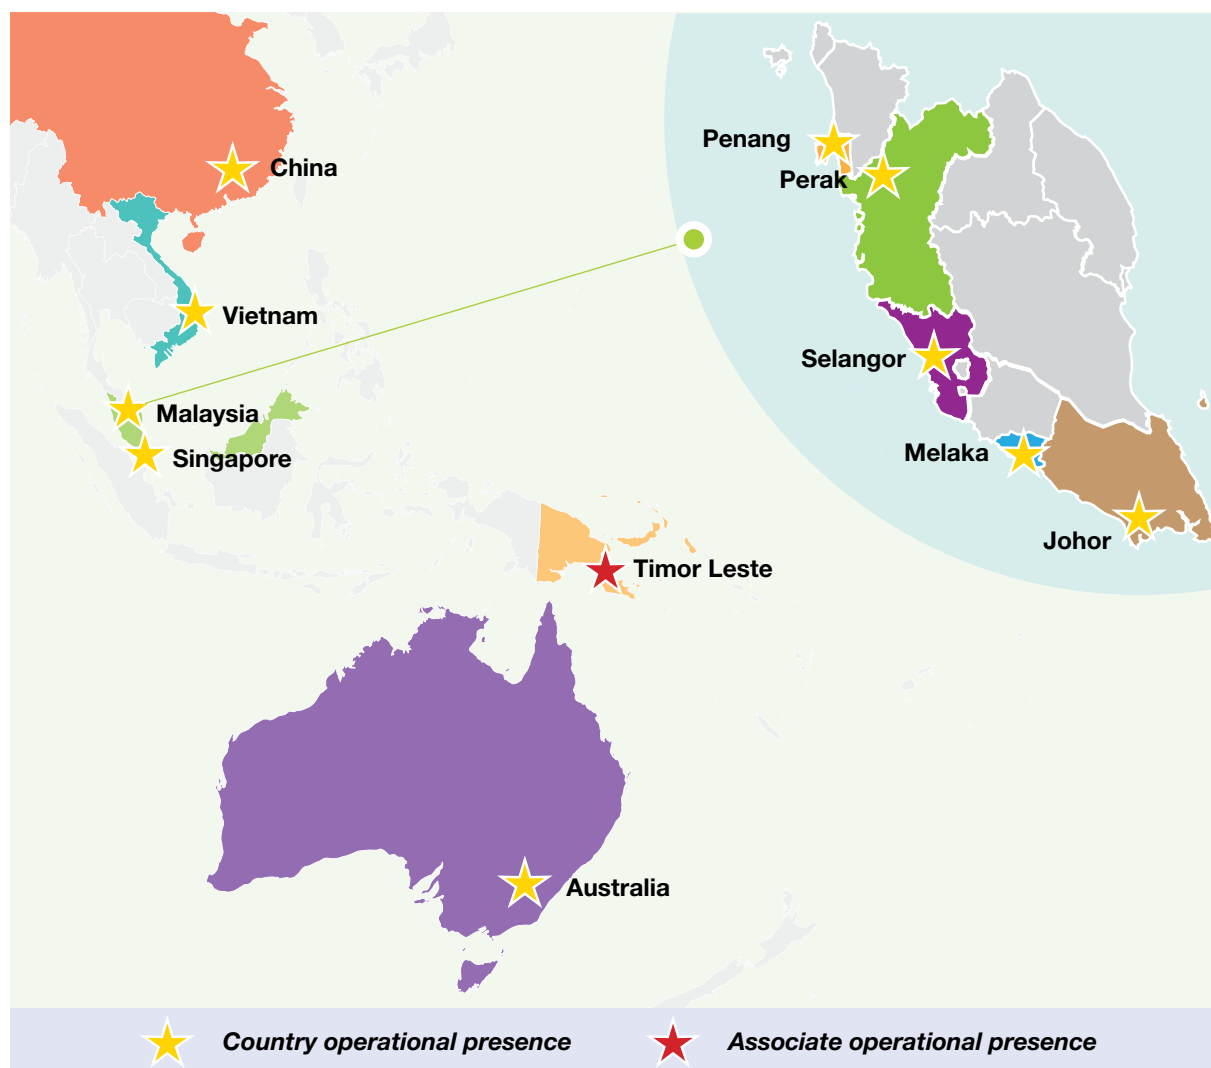 Penang
Perak
China
Vietnam
Selangor
Malaysia
Melaka
Singapore
Johor
Timor Leste
Australia
Country operational presence
Associate operational presence